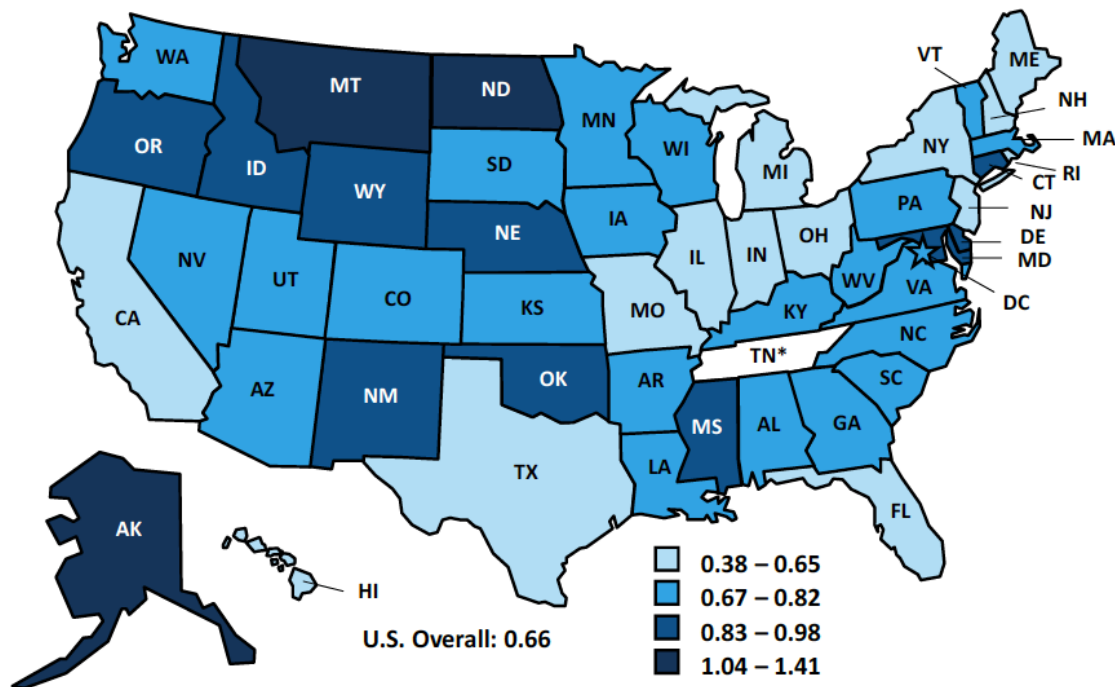 WA
MT
ND
MN
VT
ME
NH
MA
RI
CT
NJ
DE
MD
DC
OR
ID
WY
SD
WI
MI
NY
PA
NE
IA
IL
IN
OH
WV
VA
NV
UT
CO
KS
MO
KY
NC
CA
AZ
NM
OK
AR
TN*
SC
MS
AL
GA
TX
LA
FL
AK
HI
U.S. Overall: 0.66
0.38 – 0.65
0.67 – 0.82
0.83 – 0.98
1.04 – 1.41